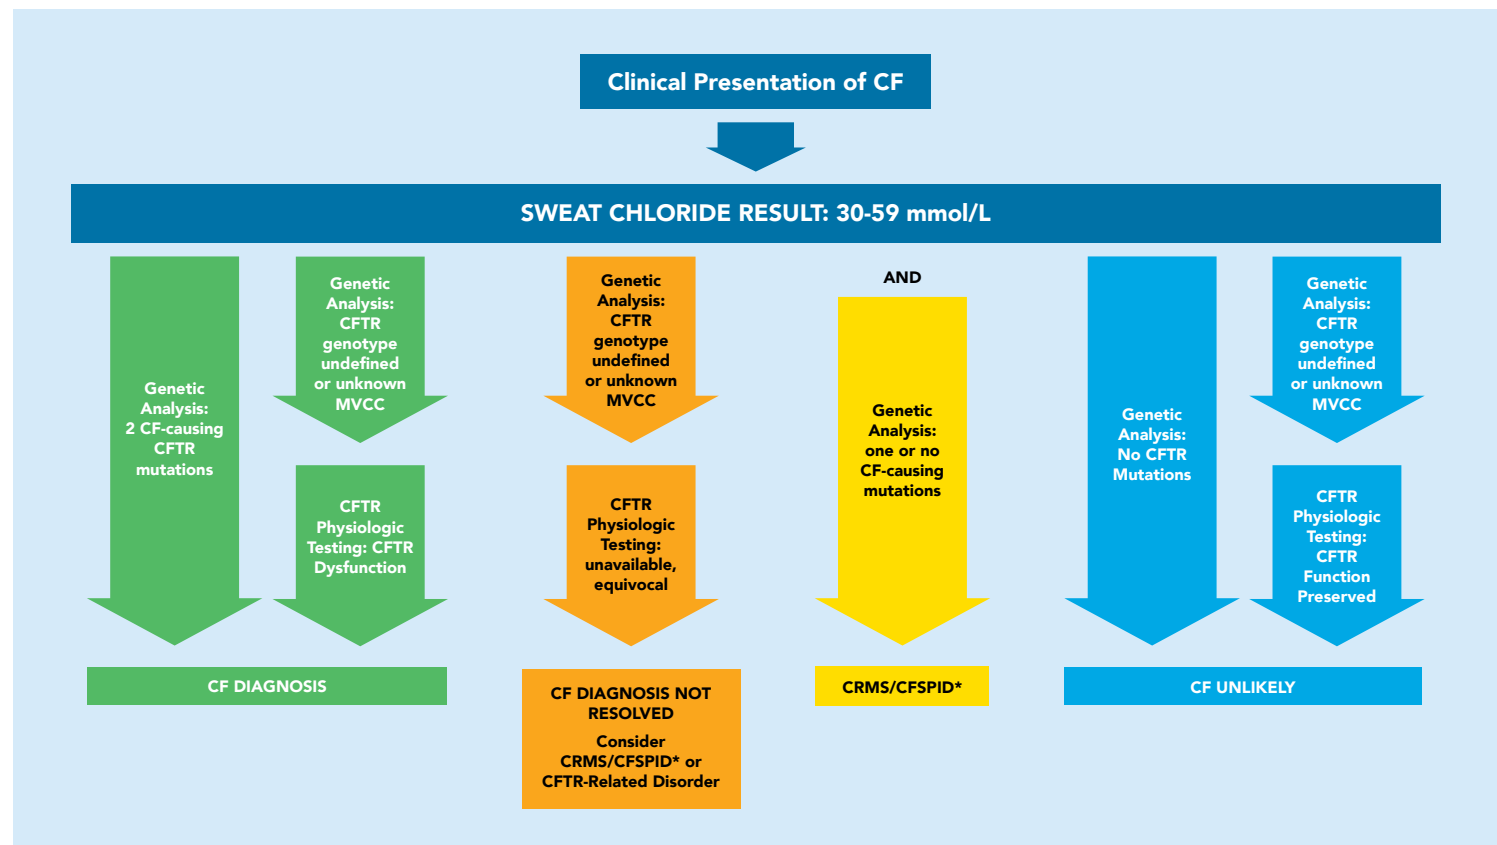 Clinical Presentation of CF
SWEAT CHLORIDE RESULT: 30-59 mmol/L
Genetic
Analysis:
2 CF-causing
CFTR
mutations
Genetic
Analysis:
CFTR
genotype
undefined
or unknown
MVCC
CFTR
Physiologic
Testing: CFTR
Dysfunction
CF DIAGNOSIS
Genetic
Analysis:
CFTR
genotype
undefined
or unknown
MVCC
CFTR
Physiologic
Testing:
unavailable,
equivocal
CF DIAGNOSIS NOT
RESOLVED
Consider
CRMS/CFSPID* or
CFTR-Related Disorder
AND
Genetic
Analysis:
one or no
CF-causing
mutations
CRMS/CFSPID*
Genetic
Analysis:
No CFTR
Mutations
Genetic
Analysis:
CFTR
genotype
undefined
or unknown
MVCC
CFTR
Physiologic
Testing:
CFTR
Function
Preserved
CF UNLIKELY